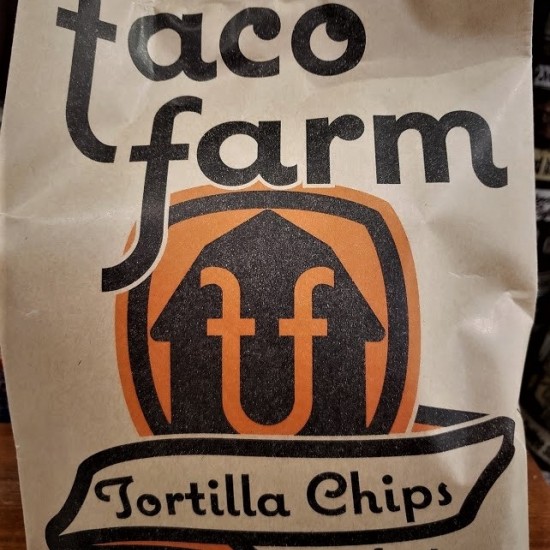 taco
farm
tf
Tortilla Chips